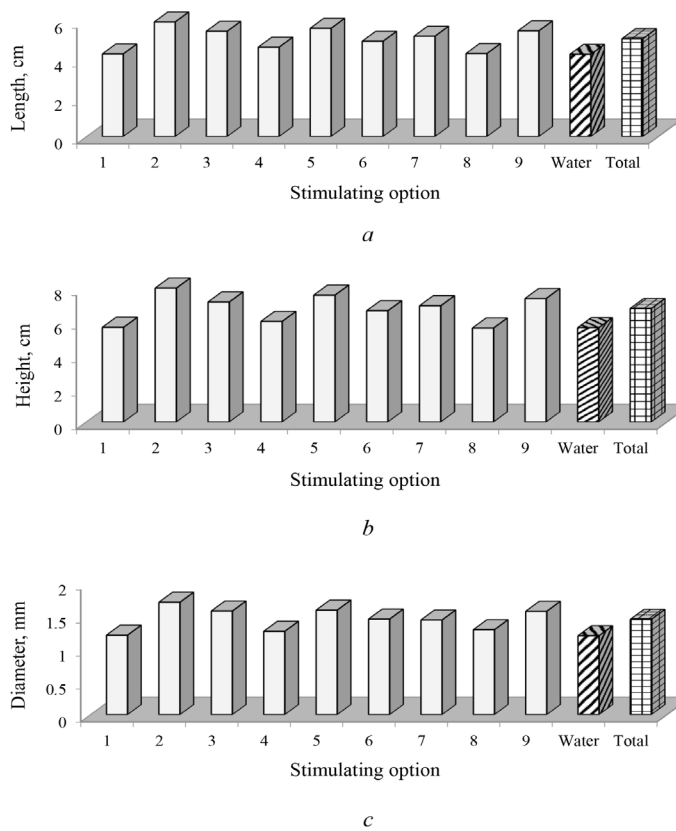 6
4
2
0
Length, cm
1 2 3 4 5 6 7 8 9 Water Total
Stimulating option
a
8
6
4
2
0
Height, cm
1 2 3 4 5 6 7 8 9 Water Total
Stimulating option
b
2
1.5
1
0.5
0
Diameter, mm
1 2 3 4 5 6 7 8 9 Water Total
Stimulating option
c